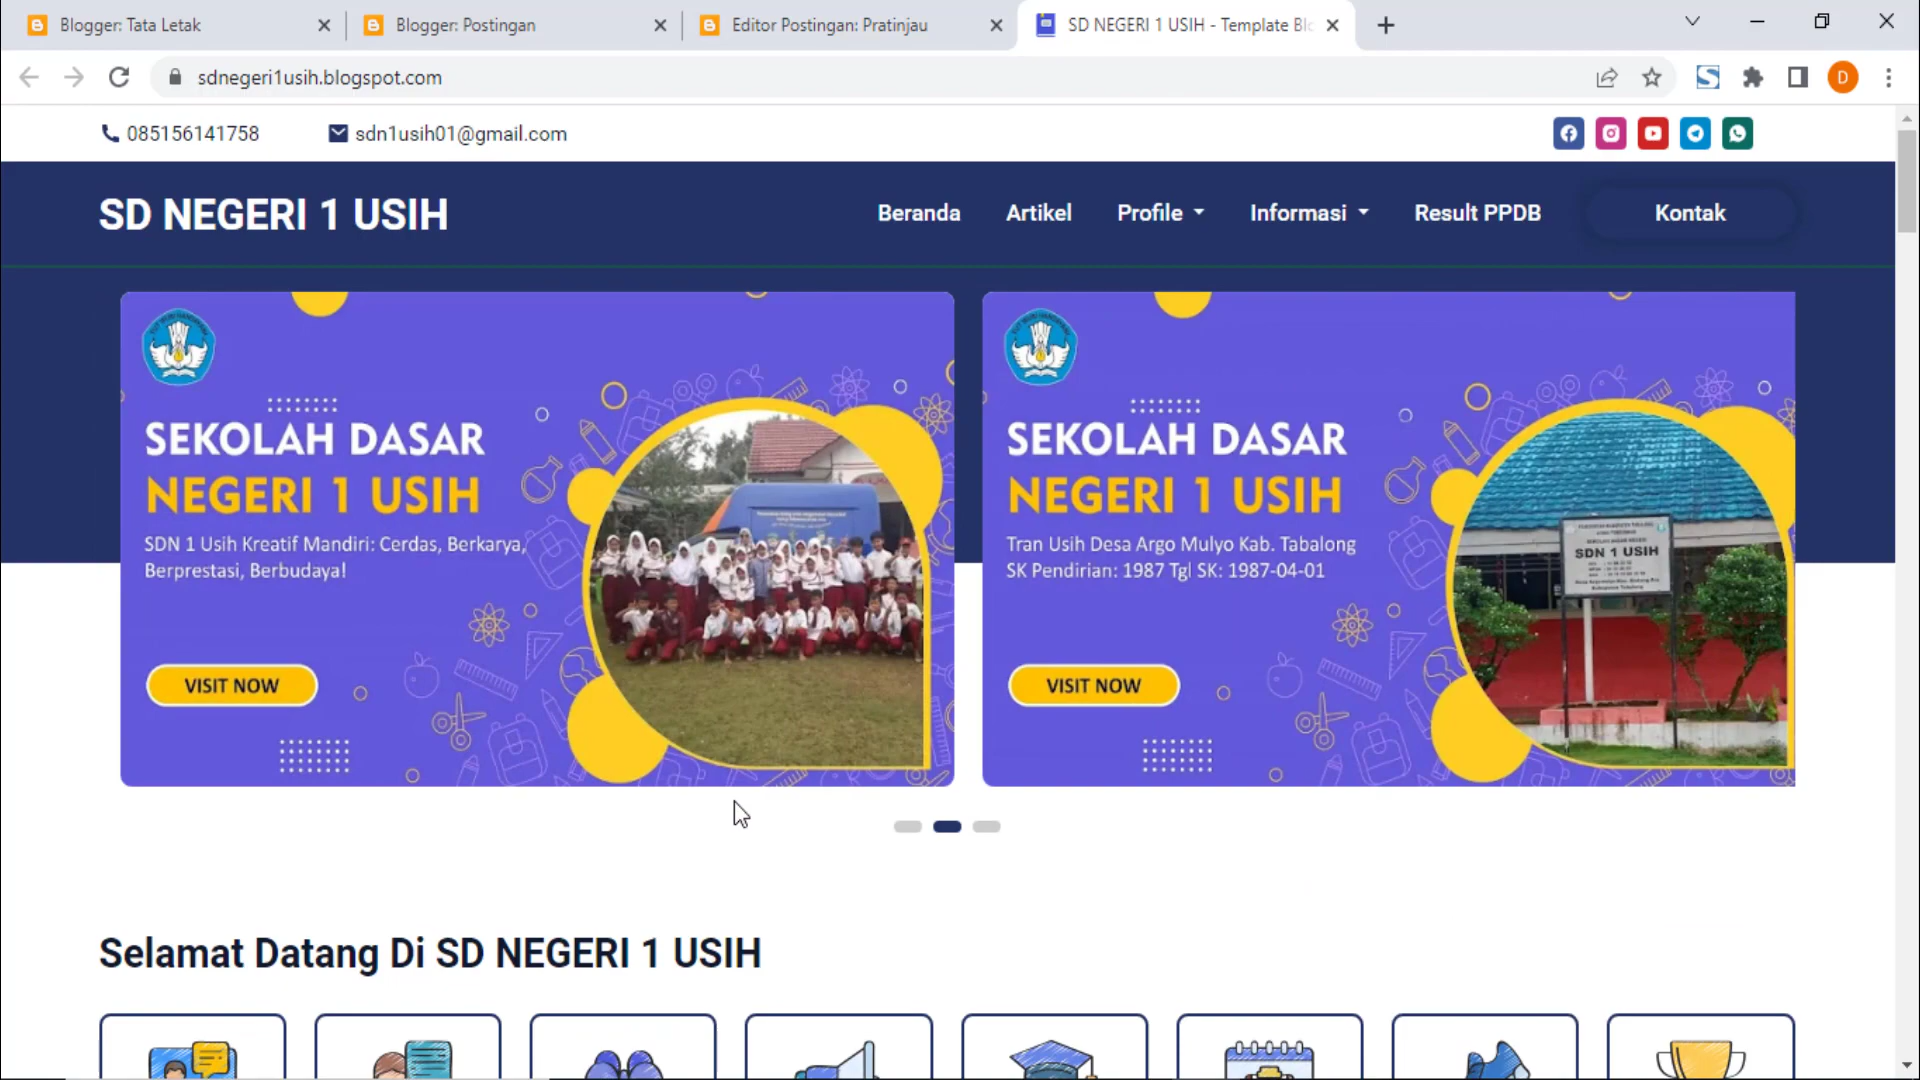 Blogger: Tata Letak
Blogger: Postingan
Editor Postingan: Pratinjau
SD NEGERI 1 USIH - Template Blo
sdnegeri1usih.blogspot.com
D
085156141758
sdn1usih01@gmail.com
SD NEGERI 1 USIH
Beranda
Artikel
Profile
Informasi
Result PPDB
Kontak
SEKOLAH DASAR
NEGERI 1 USIH
SDN 1 Usih Kreatif Mandiri: Cerdas, Berkarya,
Berprestasi, Berbudaya!
VISIT NOW
SEKOLAH DASAR
NEGERI 1 USIH
Tran Usih Desa Argo Mulyo Kab. Tabalong
SK Pendirian: 1987 Tgl SK: 1987-04-01
SDN 1 USIH
VISIT NOW
Selamat Datang Di SD NEGERI 1 USIH